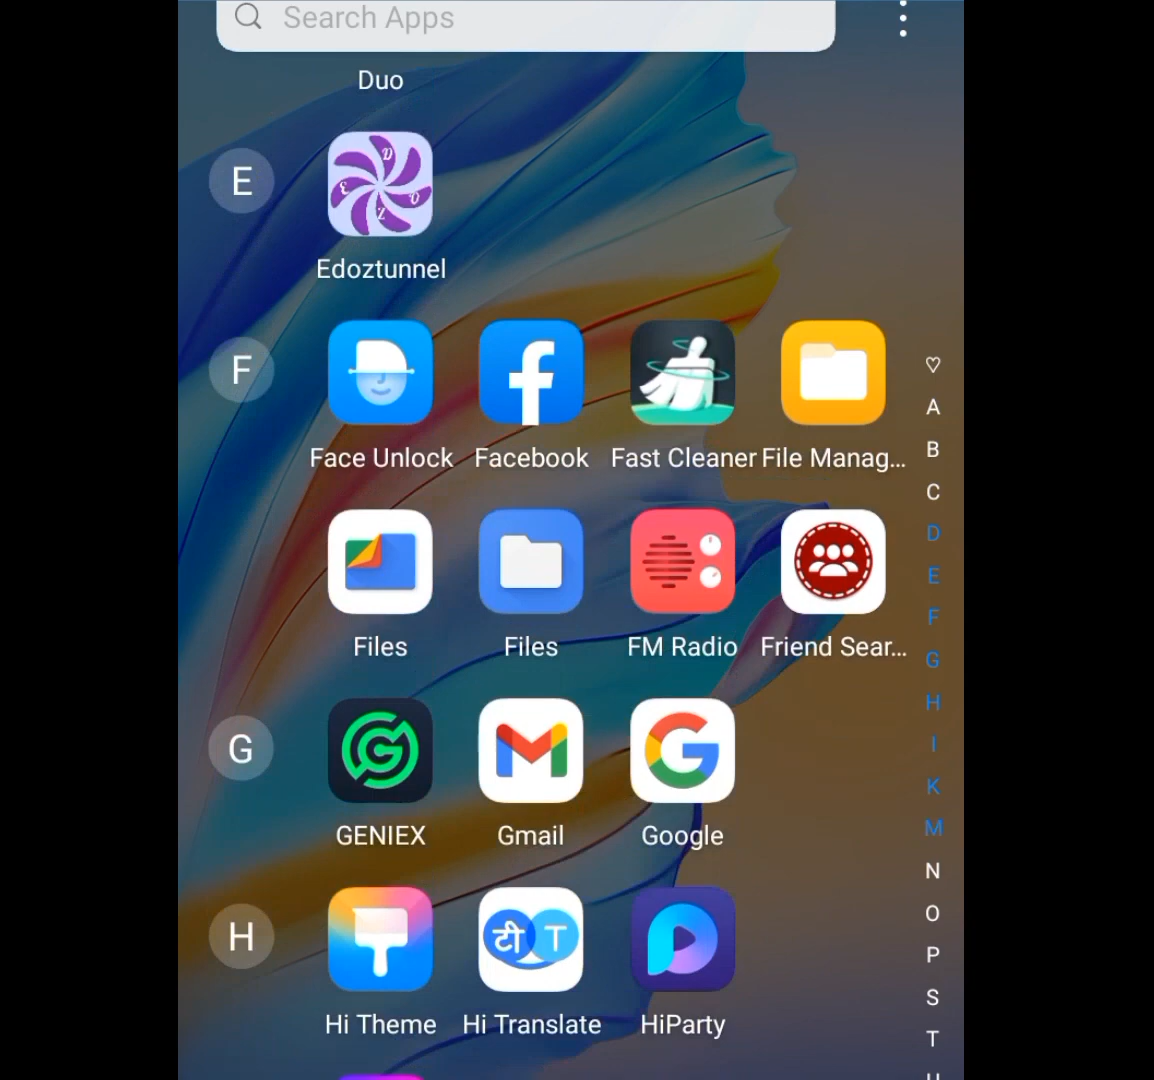 Search Apps
Duo
E
Edoztunnel
F
Face Unlock Facebook Fast Cleaner File Manag...
Files Files FM Radio Friend Sear...
G
GENIEX Gmail Google
H
टी T
Hi Theme Hi Translate HiParty
A
B
C
D
E
F
G
H
I
K
M
N
O
P
S
T